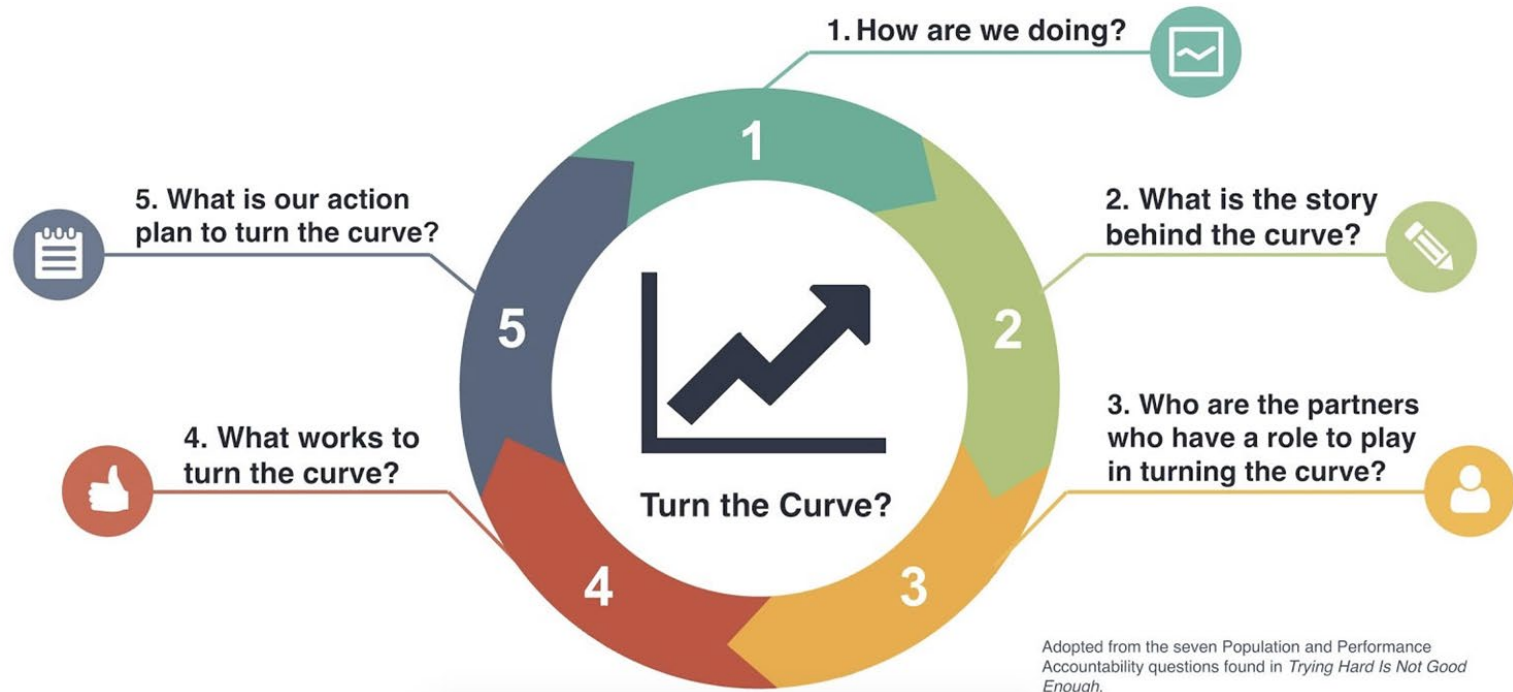 1. How are we doing?
1
2. What is the story
behind the curve?
2
3. Who are the partners
who have a role to play
in turning the curve?
3
4. What works to
turn the curve?
4
5. What is our action
plan to turn the curve?
5
Turn the Curve?
Adopted from the seven Population and Performance
Accountability questions found in Trying Hard Is Not Good
Enough.